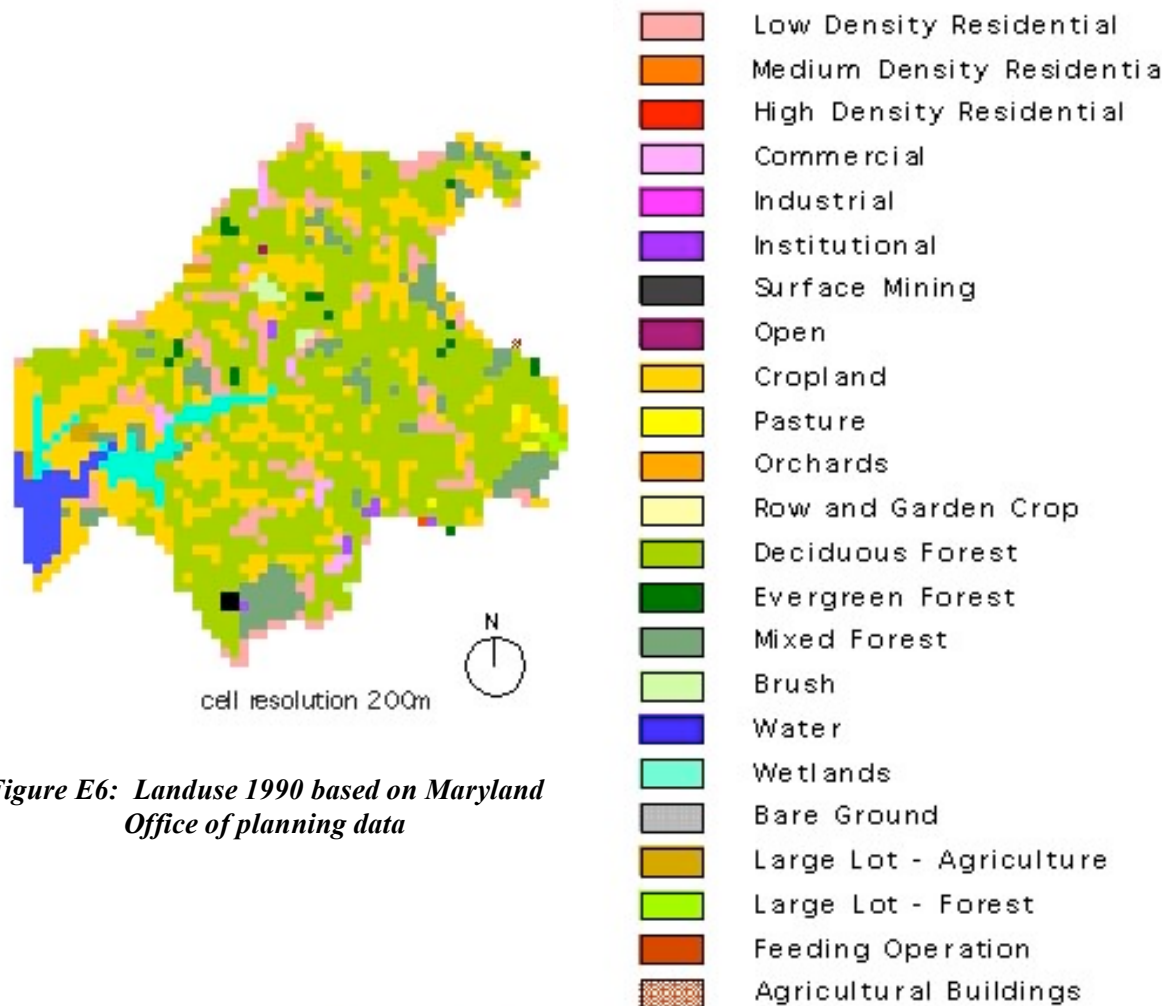 Low Density Residential
Medium Density Residentia
High Density Residential
Commercial
Industrial
Institutional
Surface Mining
Open
Cropland
Pasture
Orchards
Row and Garden Crop
Deciduous Forest
Evergreen Forest
Mixed Forest
Brush
Water
Wetlands
Bare Ground
Large Lot - Agriculture
Large Lot - Forest
Feeding Operation
Agricultural Buildings
N
cell resolution 200m
igure E6: Landuse 1990 based on Maryland
Office of planning data